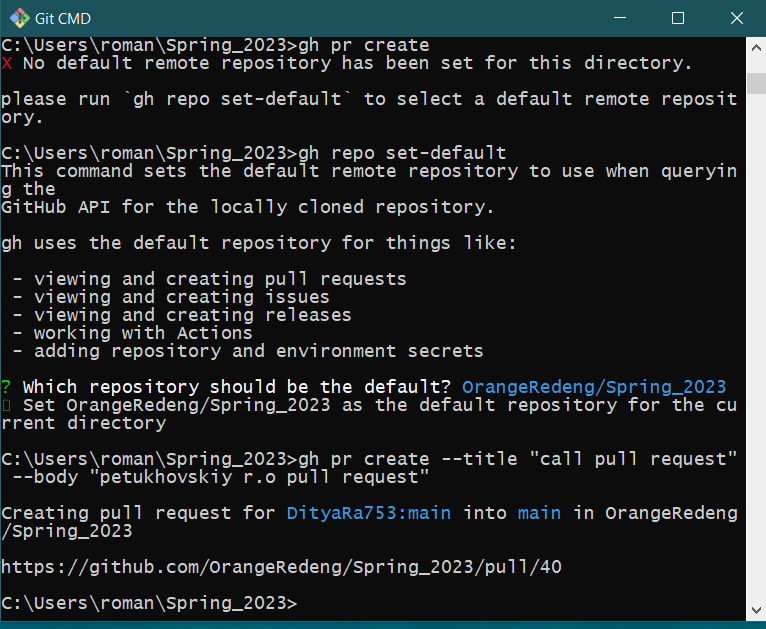 Git CMD
C:\Users\roman\Spring_2023>gh pr create
X No default remote repository has been set for this directory.
please run `gh repo set-default` to select a default remote reposit
ory.
C:\Users\roman\Spring_2023>gh repo set-default
This command sets the default remote repository to use when queryin
g the
GitHub API for the locally cloned repository.
gh uses the default repository for things like:
- viewing and creating pull requests
- viewing and creating issues
- viewing and creating releases
- working with Actions
- adding repository and environment secrets
? Which repository should be the default? OrangeRedeng/Spring_2023
▯ Set OrangeRedeng/Spring_2023 as the default repository for the cu
rrent directory
C:\Users\roman\Spring_2023>gh pr create --title "call pull request"
--body "petukhovskiy r.o pull request"
Creating pull request for DityaRa753:main into main in OrangeRedeng
/Spring_2023
https://github.com/OrangeRedeng/Spring_2023/pull/40
C:\Users\roman\Spring_2023>